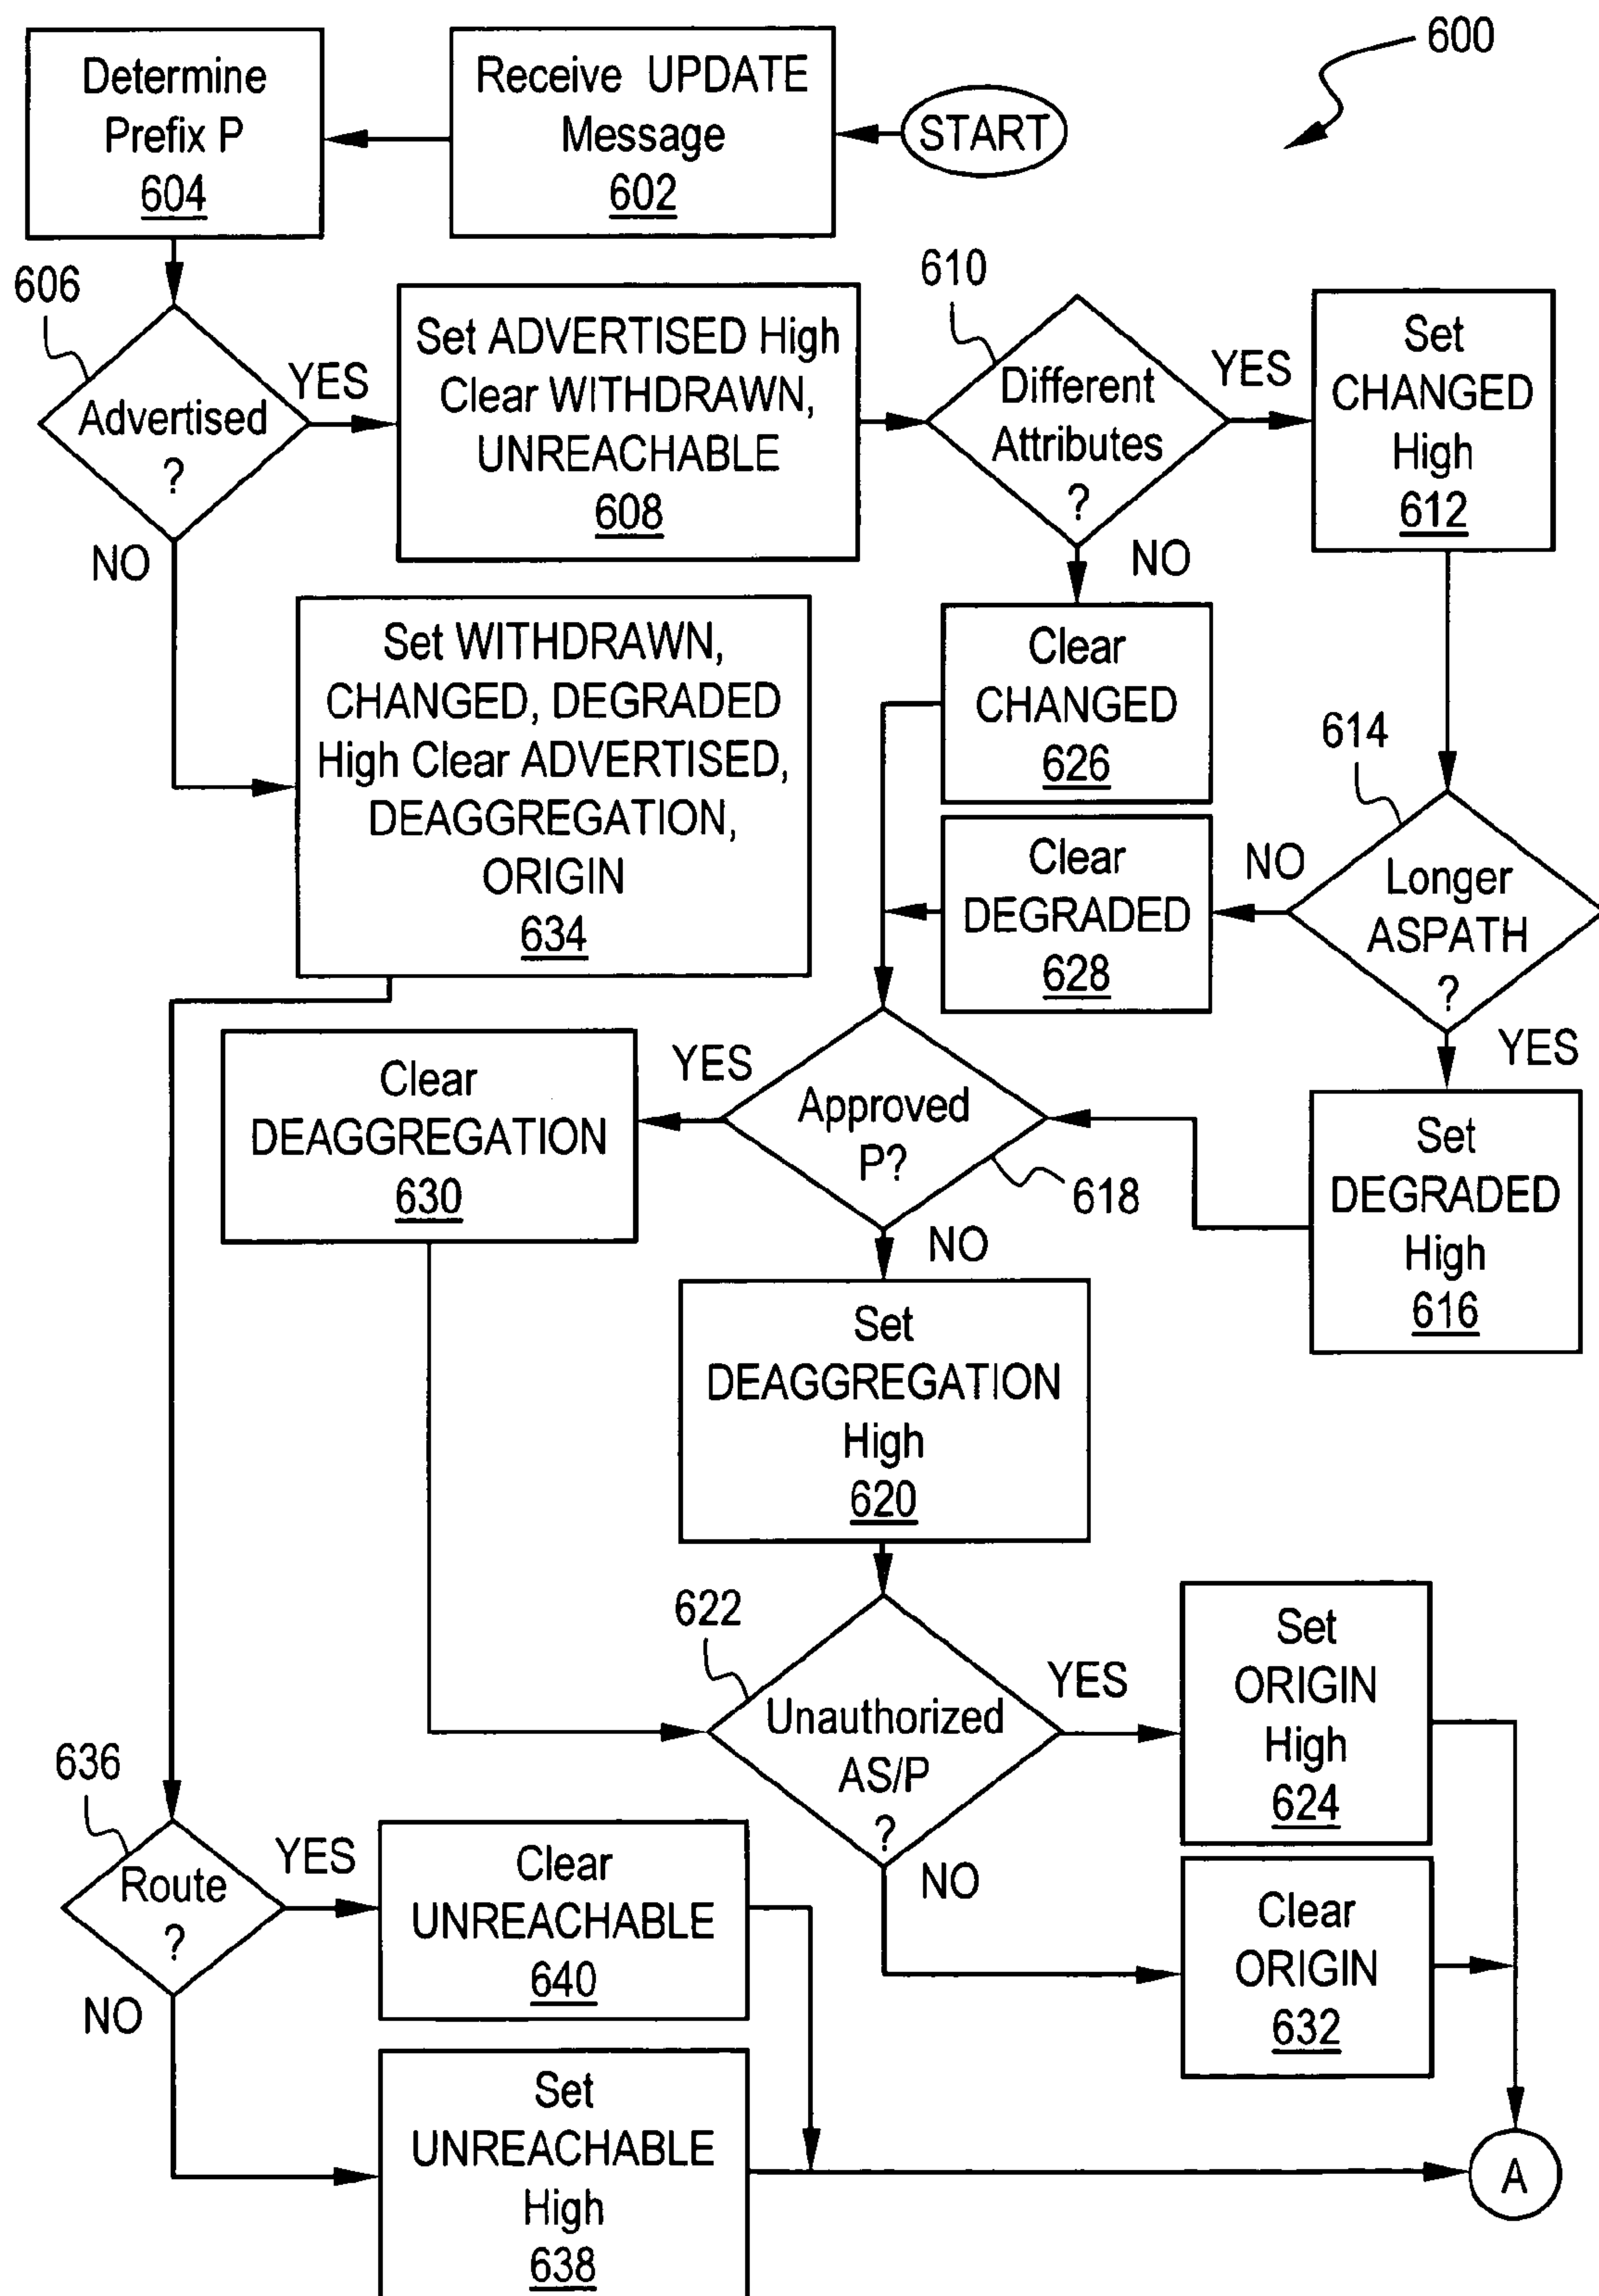 600
Determine
Prefix P
604
Receive UPDATE
Message
602
START
606
Advertised
?
YES
NO
Set ADVERTISED High
Clear WITHDRAWN,
UNREACHABLE
608
610
Different
Attributes
?
YES
NO
Set
CHANGED
High
612
Set WITHDRAWN,
CHANGED, DEGRADED
High Clear ADVERTISED,
DEAGGREGATION,
ORIGIN
634
Clear
CHANGED
626
614
Longer
ASPATH
?
NO
YES
Clear
DEGRADED
628
Clear
DEAGGREGATION
630
YES
Approved
P?
618
NO
Set
DEGRADED
High
616
Set
DEAGGREGATION
High
620
622
Unauthorized
AS/P
?
YES
NO
Set
ORIGIN
High
624
636
Route
?
YES
NO
Clear
UNREACHABLE
640
Clear
ORIGIN
632
Set
UNREACHABLE
High
638
A